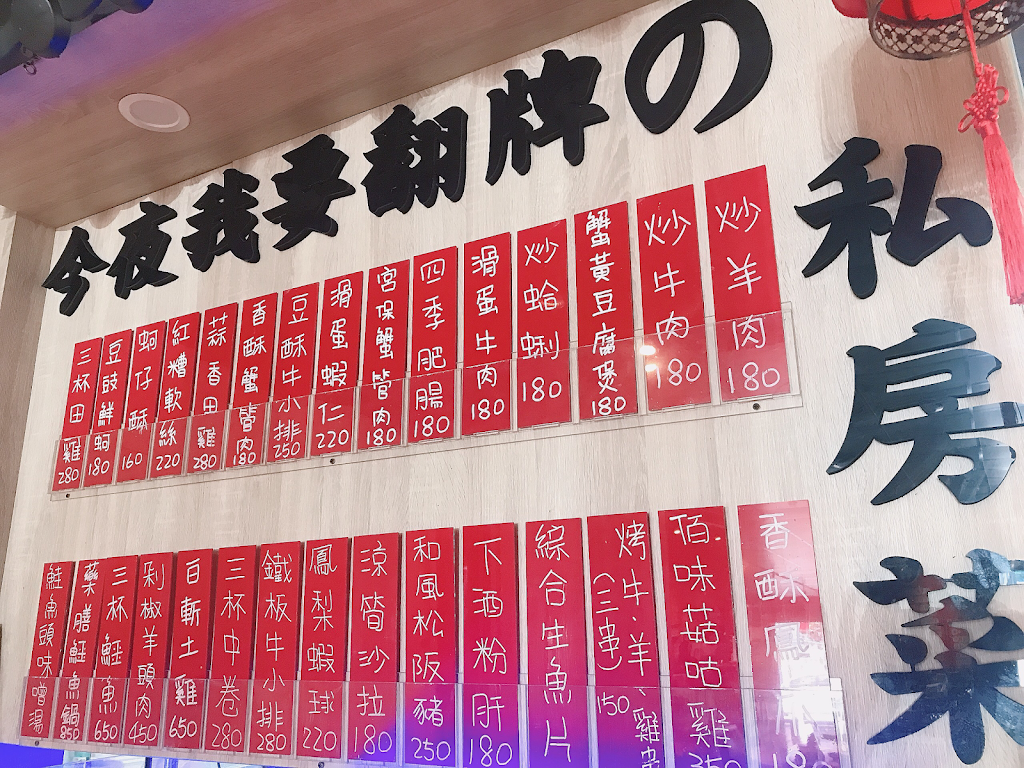 今夜我要翻牌の
私房菜
三杯田雞280
豆豉鮮蚵180
蚵仔酥160
紅糟軟絲220
蒜香田雞280
香酥蟹管肉180
豆酥牛小排250
滑蛋蝦仁220
宮保蟹管肉180
四季肥腸180
滑蛋牛肉180
炒蛤蜊180
蟹黃豆腐煲180
炒牛肉180
炒羊肉180
鮭魚頭味噌湯
藥膳鱷魚鍋850
三杯鱷魚650
剁椒羊頭肉450
白斬土雞650
三杯中卷280
鐵板牛小排280
鳳梨蝦球220
涼筍沙拉180
和風松阪豬250
下酒粉肝180
綜合生魚片
烤牛、羊、雞串
(三串)150
佰味菇咕雞350
香酥鳳